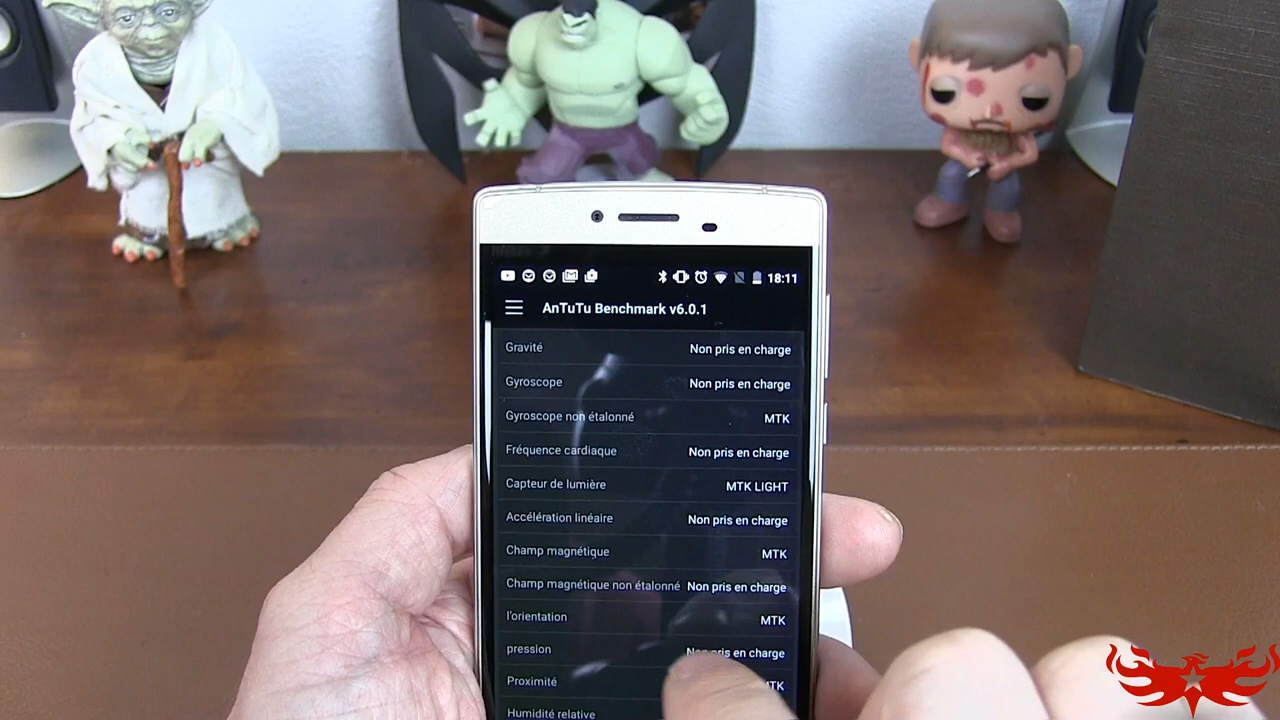 18:11
AnTuTu Benchmark v6.0.1
Gravité Non pris en charge
Gyroscope Non pris en charge
Gyroscope non étalonné MTK
Fréquence cardiaque Non pris en charge
Capteur de lumière MTK LIGHT
Accélération linéaire Non pris en charge
Champ magnétique MTK
Champ magnétique non étalonné Non pris en charge
l'orientation MTK
pression Non pris en charge
Proximité MTK
Humidité relative